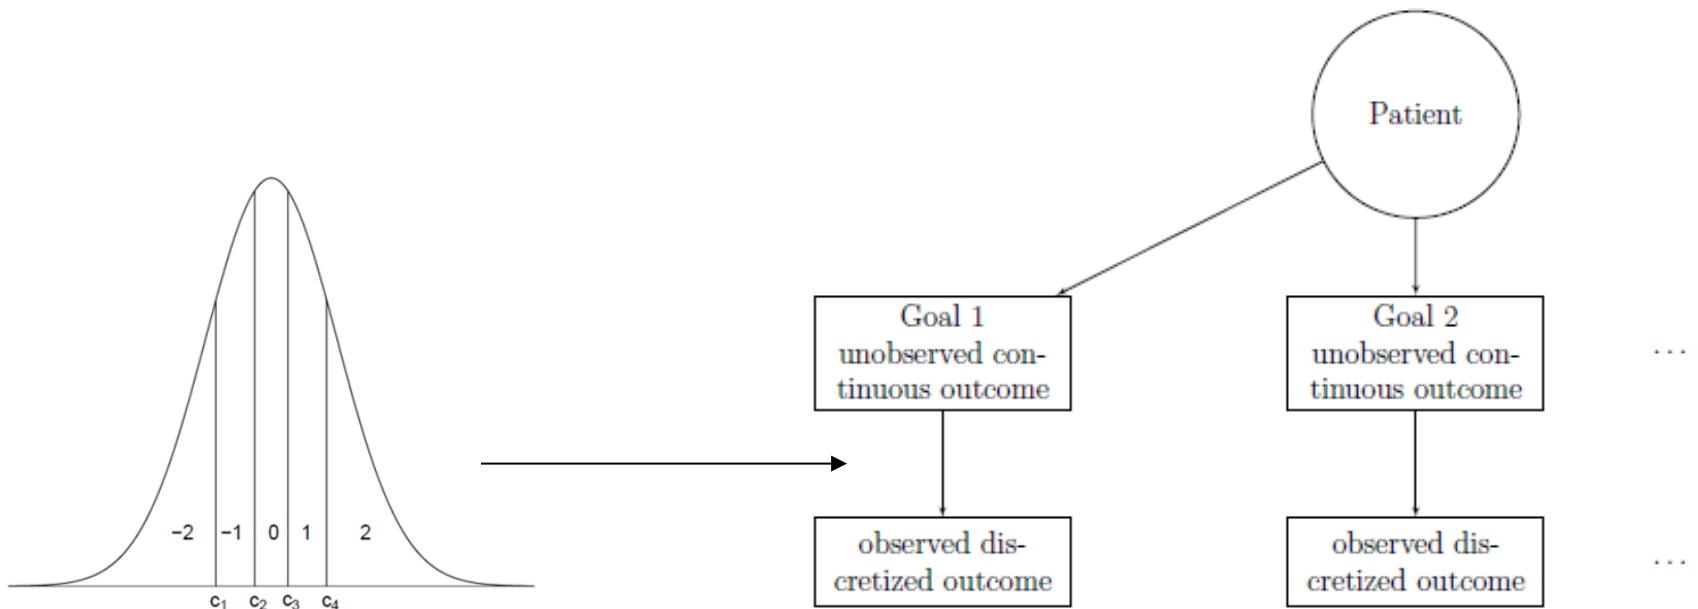 Patient
Goal 1
unobserved con-
tinuous outcome
Goal 2
unobserved con-
tinuous outcome
...
−2 −1 0 1 2
c₁ c₂ c₃ c₄
observed dis-
cretized outcome
observed dis-
cretized outcome
...